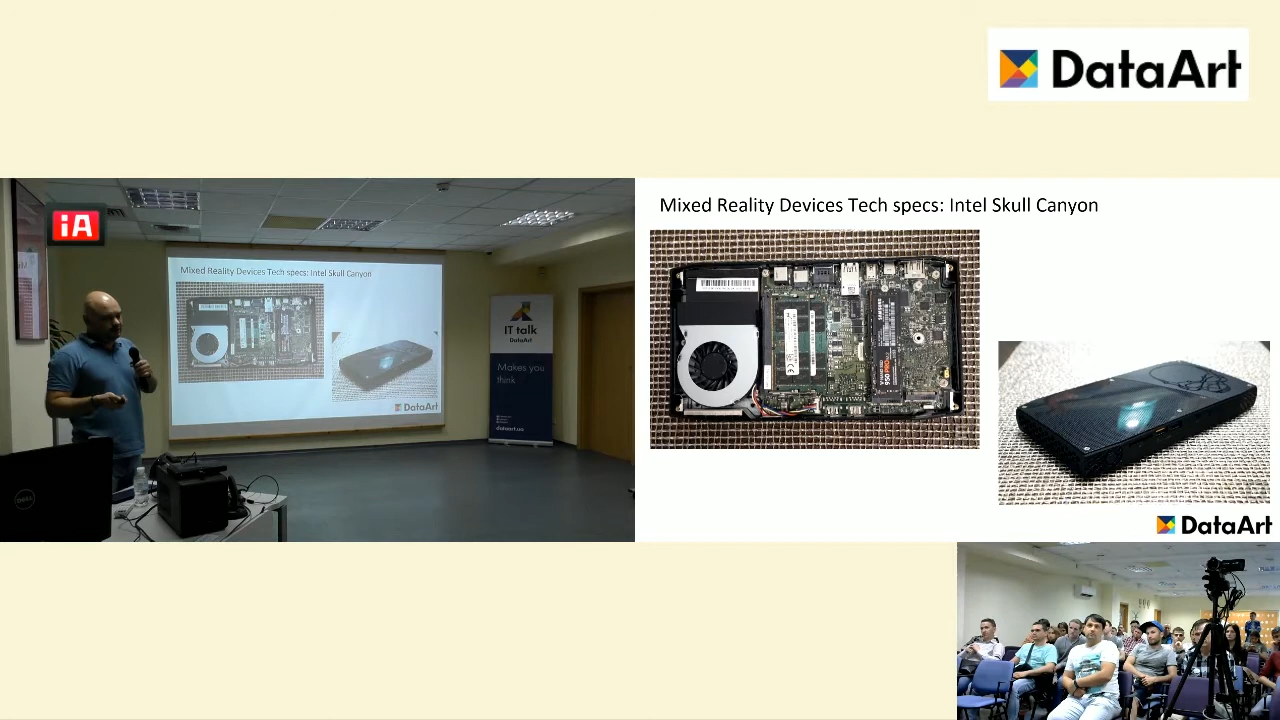 DataArt
iA
Mixed Reality Devices Tech specs: Intel Skull Canyon
Mixed Reality Devices Tech specs: Intel Skull Canyon
DataArt
IT talk
DataArt
Makes you
think
dataart.ua
DELL
DataArt